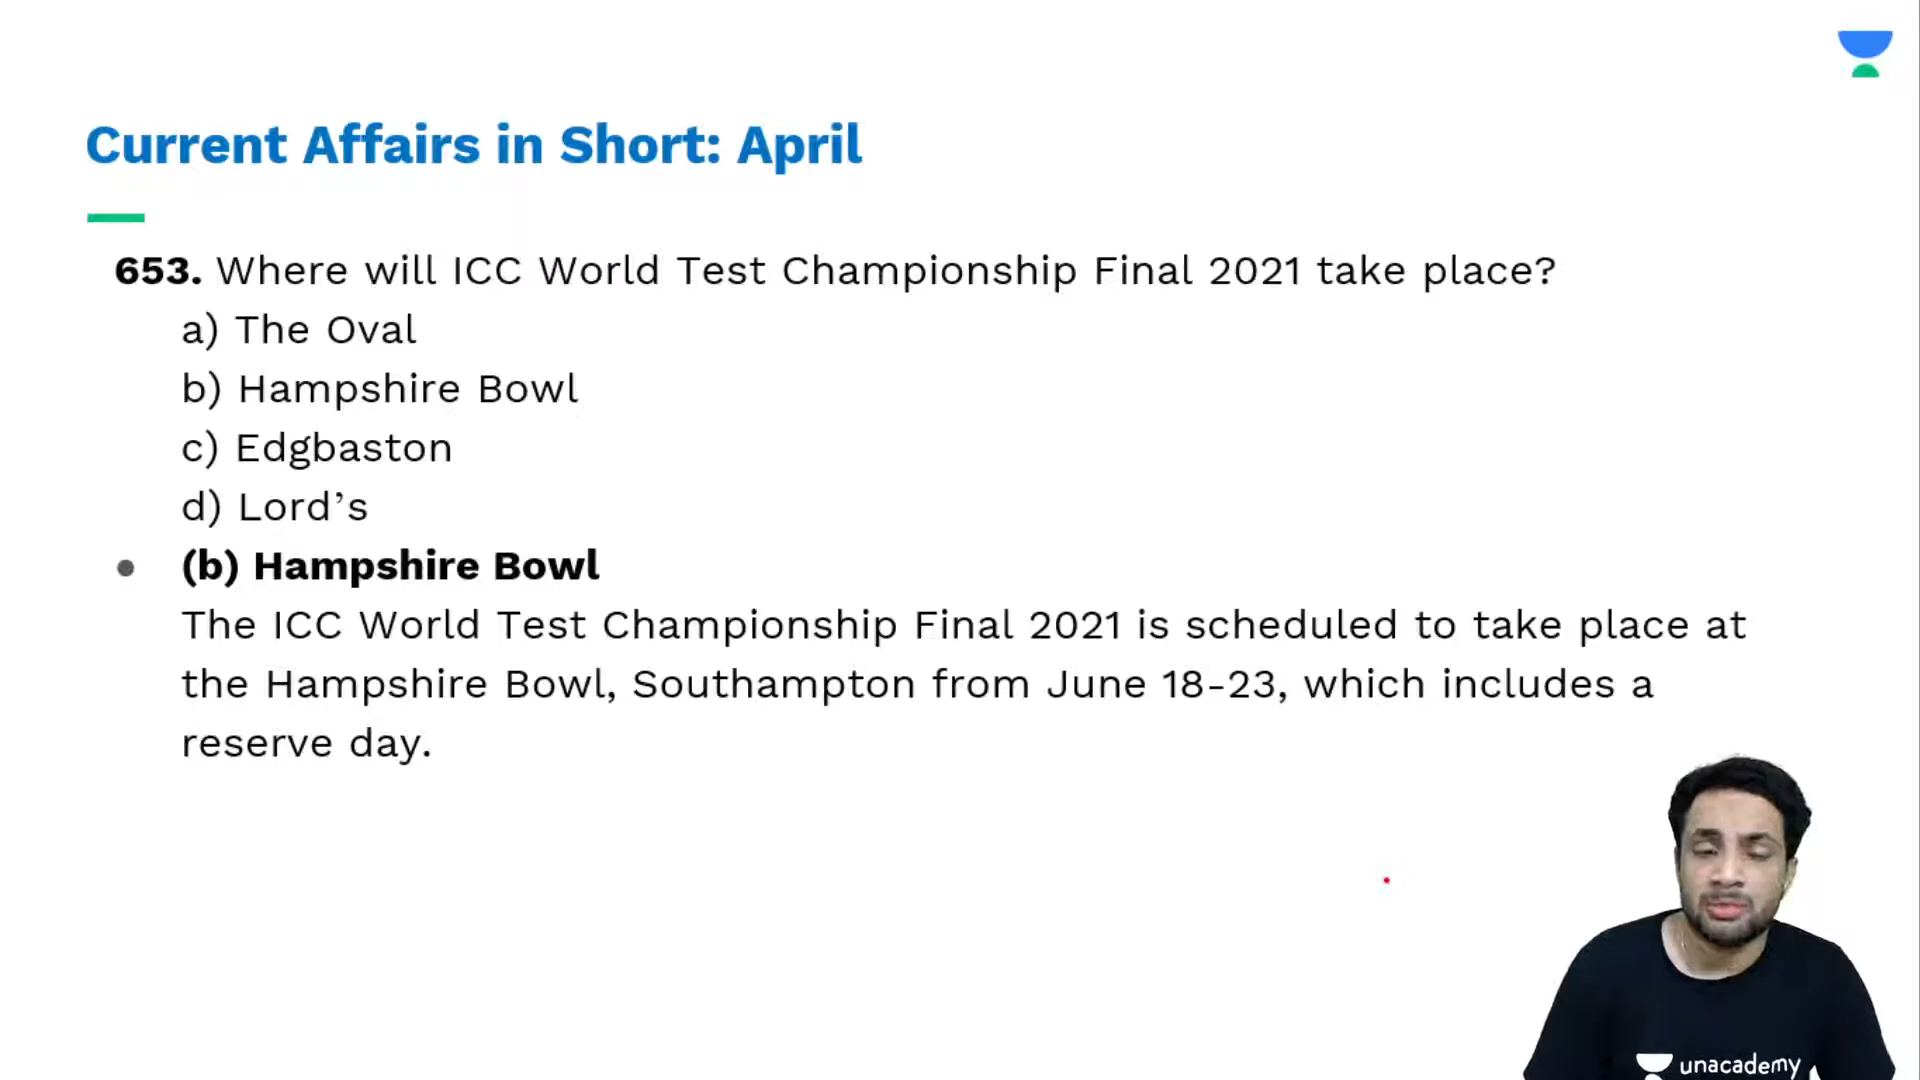 Current Affairs in Short: April
653. Where will ICC World Test Championship Final 2021 take place?
a) The Oval
b) Hampshire Bowl
c) Edgbaston
d) Lord’s
● (b) Hampshire Bowl
The ICC World Test Championship Final 2021 is scheduled to take place at
the Hampshire Bowl, Southampton from June 18-23, which includes a
reserve day.
unacademy